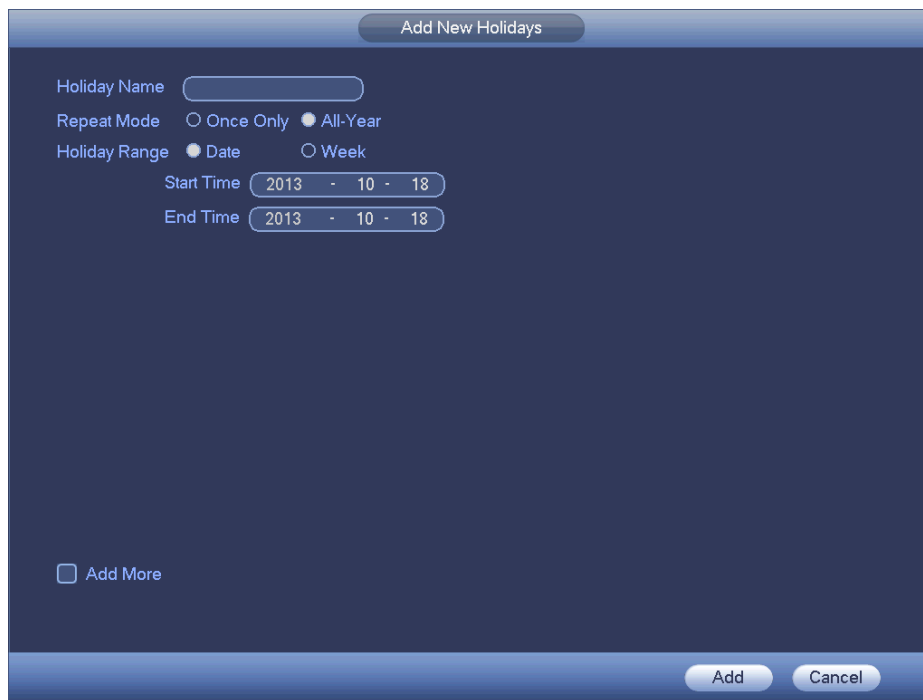 Add New Holidays
Holiday Name
Repeat Mode Once Only All-Year
Holiday Range Date Week
Start Time 2013 - 10 - 18
End Time 2013 - 10 - 18
Add More
Add Cancel